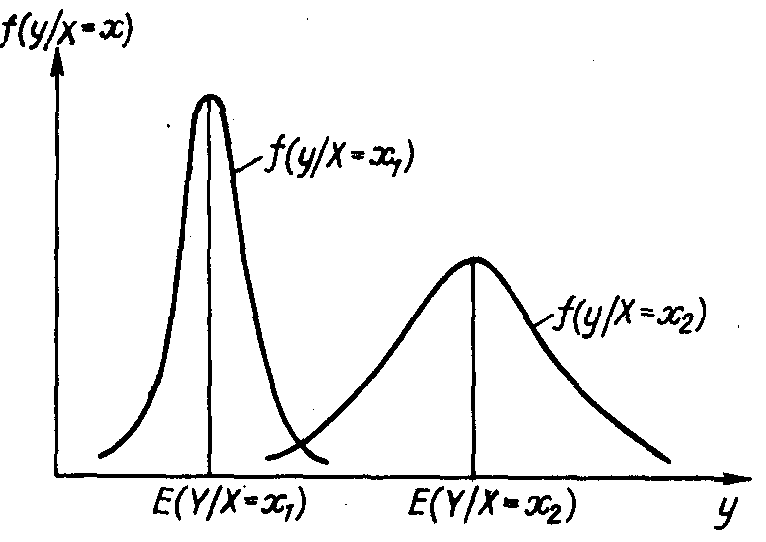 f(y/X=x)
f(y/X=x₁)
f(y/X=x₂)
E(Y/X=x₁)
E(Y/X=x₂)
y